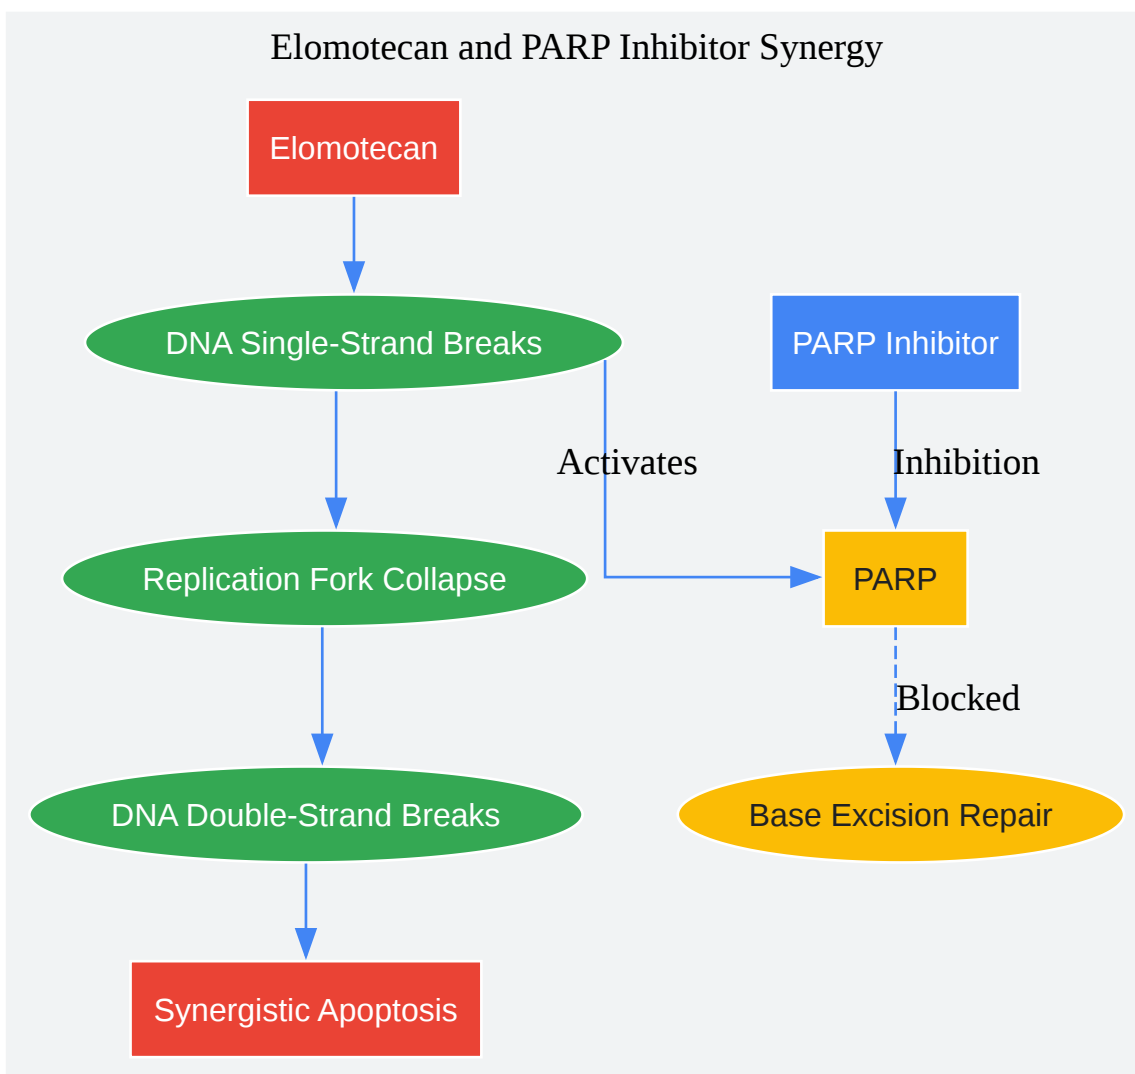 Elomotecan and PARP Inhibitor Synergy
Elomotecan
DNA Single-Strand Breaks
PARP Inhibitor
Activates
Inhibition
Replication Fork Collapse
PARP
Blocked
DNA Double-Strand Breaks
Base Excision Repair
Synergistic Apoptosis